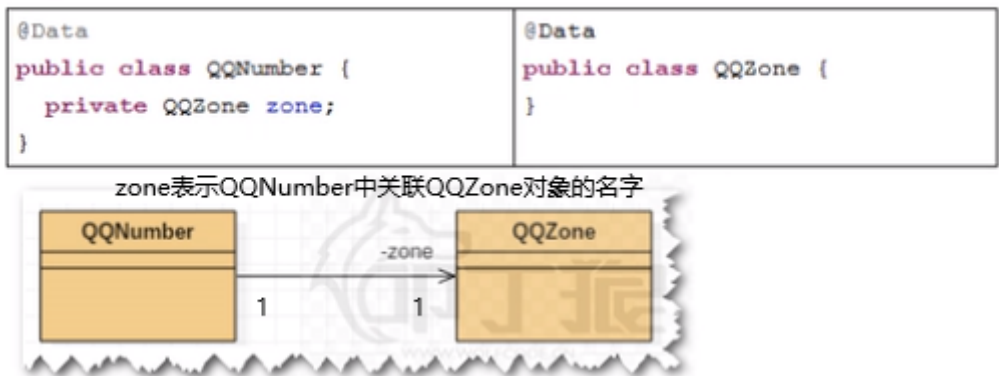 @Data
public class QQNumber {
private QQZone zone;
}
@Data
public class QQZone {
}
zone表示QQNumber中关联QQZone对象的名字
QQNumber
-zone
QQZone
1
1